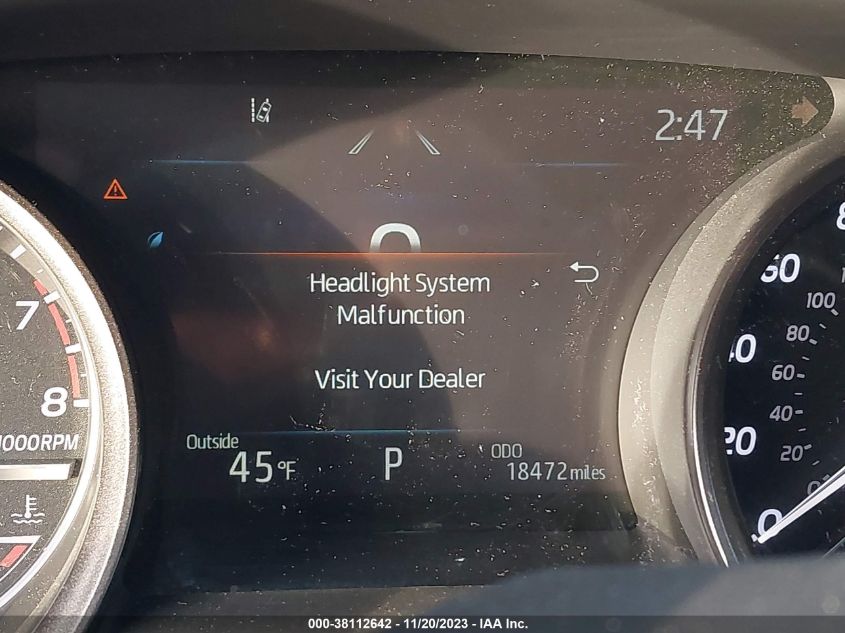 2:47
0
Headlight System
Malfunction
Visit Your Dealer
Outside
45°F
P
ODO
18472 miles
7
8
1000RPM
60
40
20
0
100
80
60
40
20
000-38112642 - 11/20/2023 - IAA Inc.